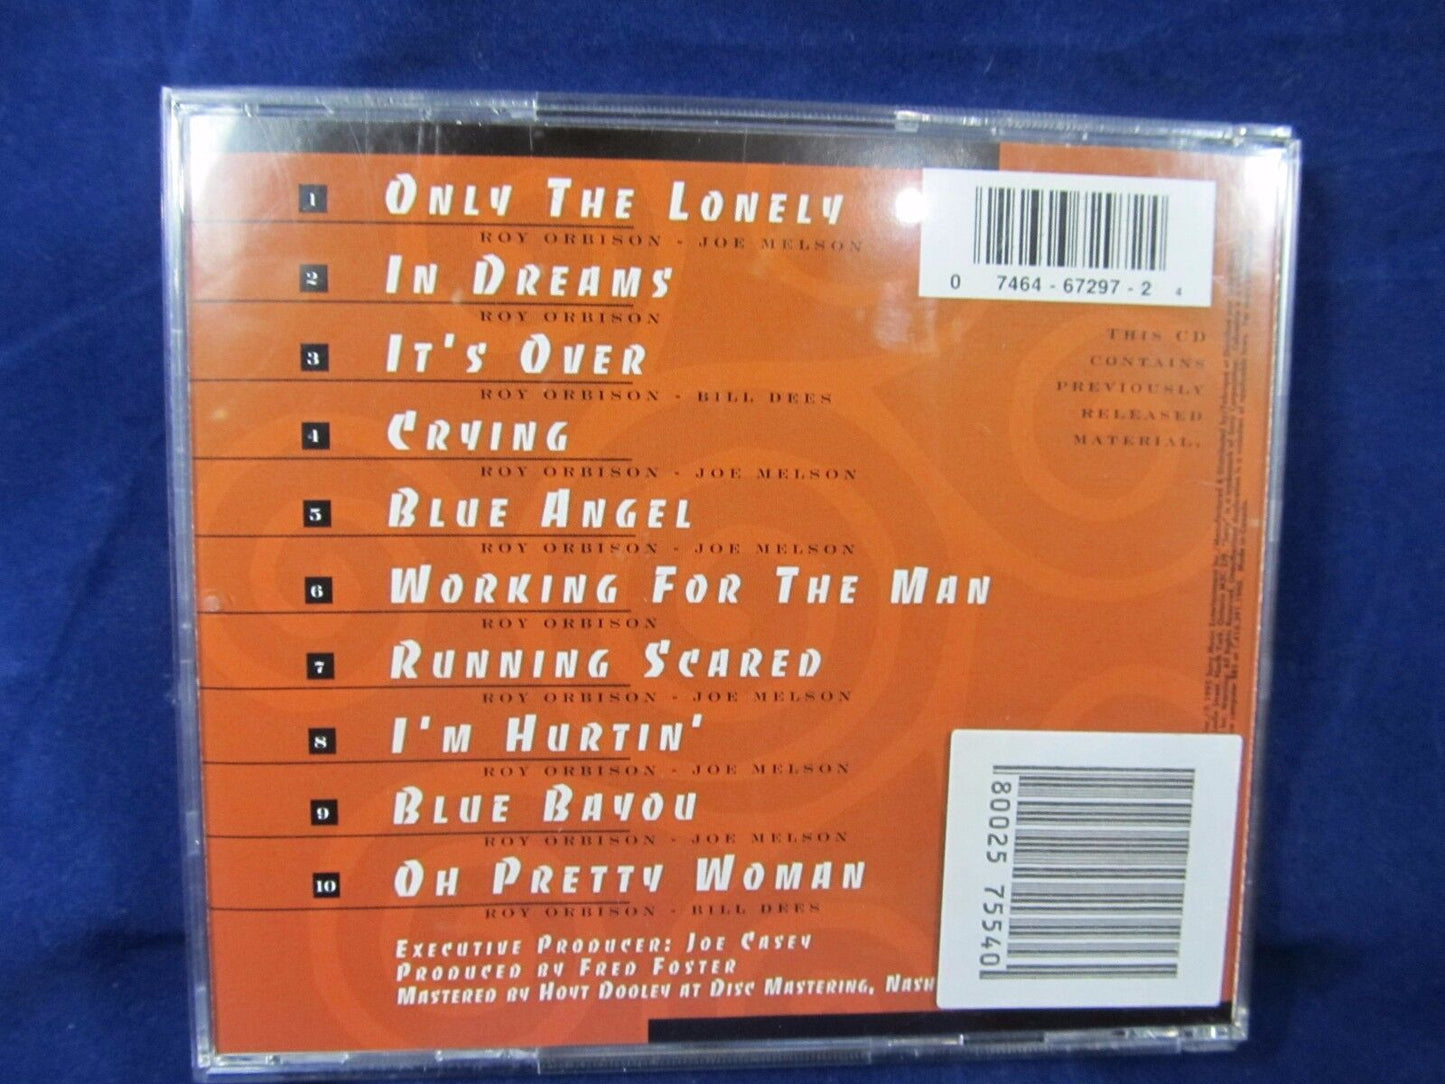 1 ONLY THE LONELY
ROY ORBISON - JOE MELSON
2 IN DREAMS
ROY ORBISON
3 IT'S OVER
ROY ORBISON - BILL DEES
4 CRYING
ROY ORBISON - JOE MELSON
5 BLUE ANGEL
ROY ORBISON - JOE MELSON
6 WORKING FOR THE MAN
ROY ORBISON
7 RUNNING SCARED
ROY ORBISON - JOE MELSON
8 I'M HURTIN'
ROY ORBISON - JOE MELSON
9 BLUE BAYOU
ROY ORBISON - JOE MELSON
10 OH PRETTY WOMAN
ROY ORBISON - BILL DEES
EXECUTIVE PRODUCER: JOE CASEY
PRODUCED BY FRED FOSTER
MASTERED BY HOYT DOOLEY AT DISC MASTERING, NASH
0 7464-67297-2 4
THIS CD
CONTAINS
PREVIOUSLY
RELEASED
MATERIAL.
80025 75540